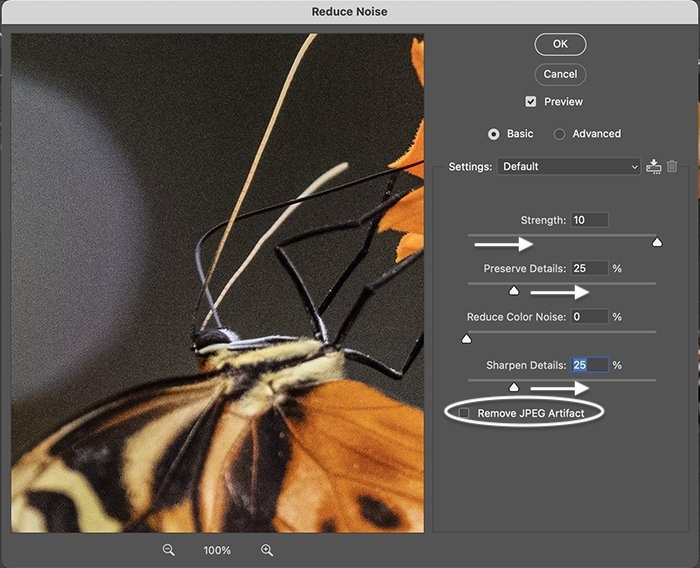 Reduce Noise
OK
Cancel
Preview
Basic Advanced
Settings: Default
Strength: 10
Preserve Details: 25 %
Reduce Color Noise: 0 %
Sharpen Details: 25 %
Remove JPEG Artifact
100%